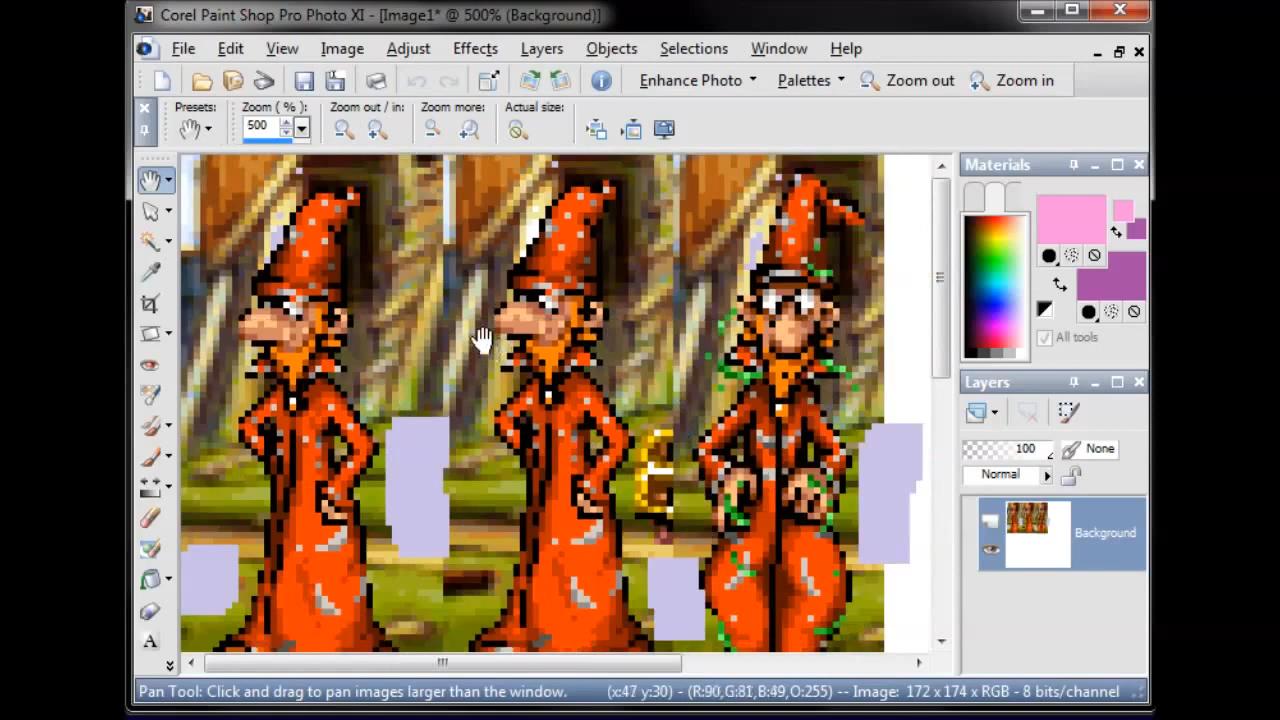 Corel Paint Shop Pro Photo XI - [Image1* @ 500% (Background)]
File Edit View Image Adjust Effects Layers Objects Selections Window Help
Enhance Photo Palettes Zoom out Zoom in
Presets: Zoom ( % ): Zoom out / in: Zoom more: Actual size:
500
Materials
All tools
Layers
100 None
Normal
Background
A
Pan Tool: Click and drag to pan images larger than the window. (x:47 y:30) - (R:90,G:81,B:49,O:255) -- Image: 172 x 174 x RGB - 8 bits/channel